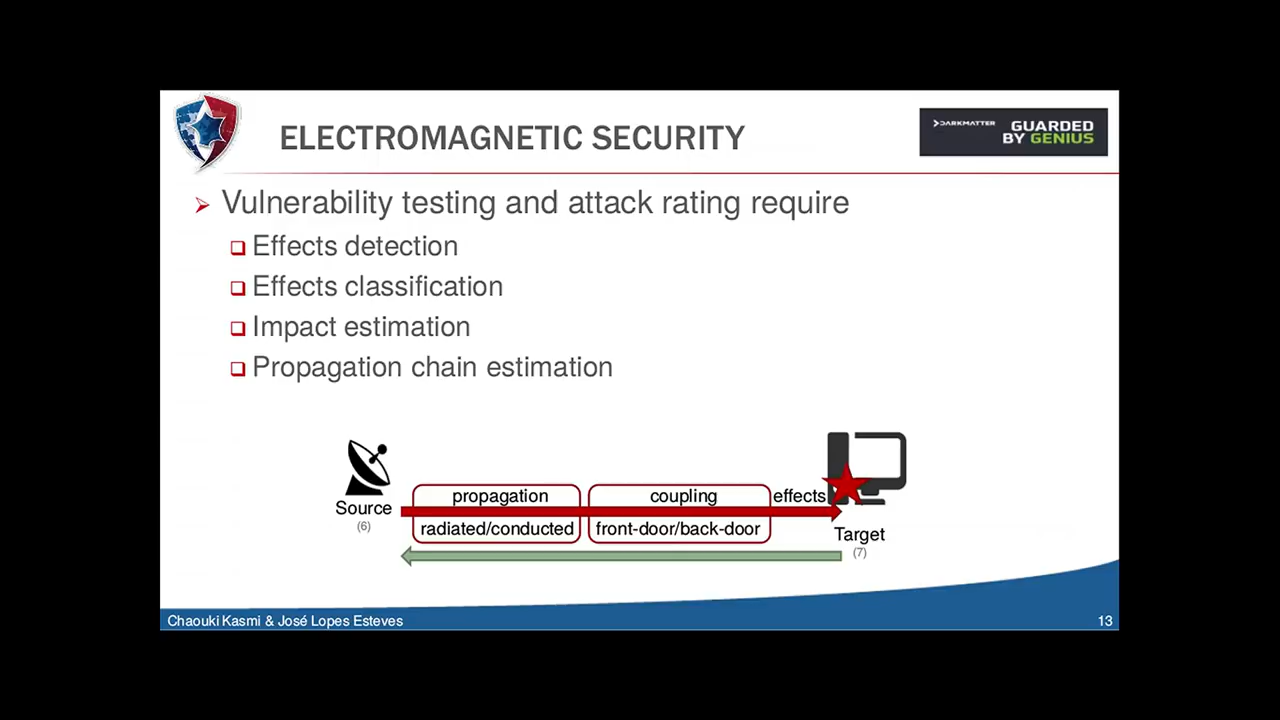 ELECTROMAGNETIC SECURITY
DARKMATTER
GUARDED
BY GENIUS
Vulnerability testing and attack rating require
Effects detection
Effects classification
Impact estimation
Propagation chain estimation
Source
(6)
propagation
radiated/conducted
coupling
front-door/back-door
effects
Target
(7)
Chaouki Kasmi & José Lopes Esteves
13